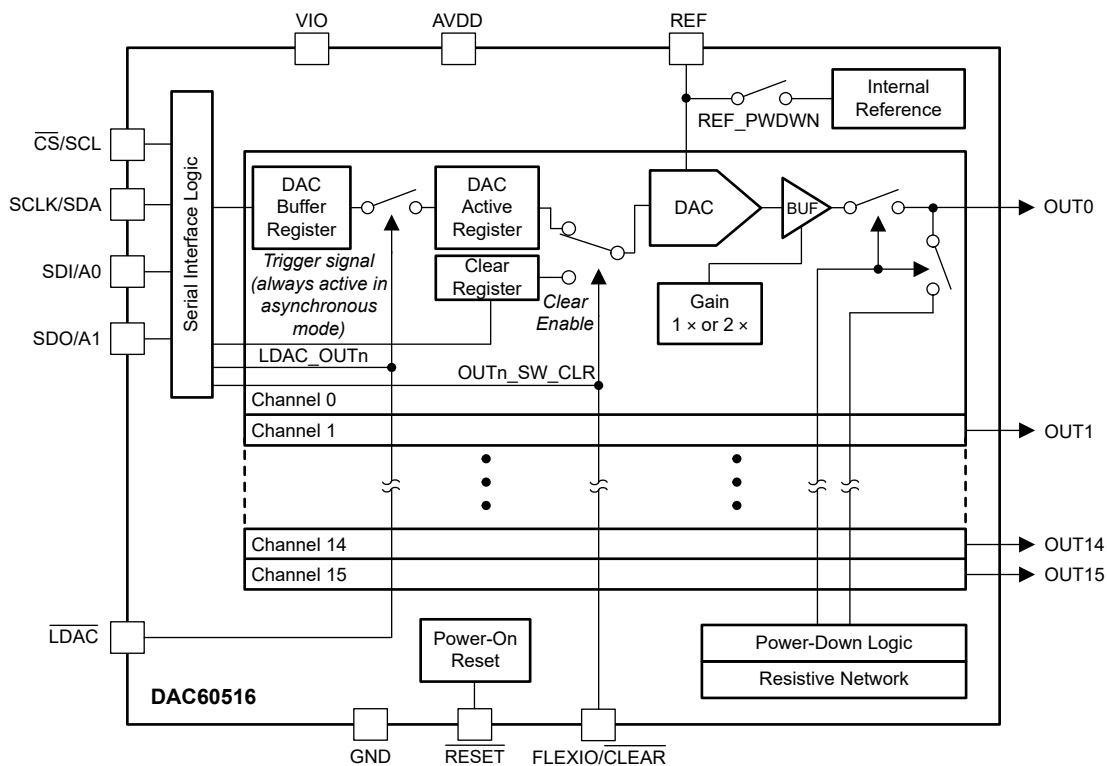 VIO
AVDD
REF
Internal
Reference
REF_PWDWN
CS/SCL
SCLK/SDA
SDI/A0
SDO/A1
Serial Interface Logic
DAC
Buffer
Register
DAC
Active
Register
DAC
BUF
OUT0
Trigger signal
(always active in
asynchronous
mode)
Clear
Register
Clear
Enable
Gain
1 × or 2 ×
LDAC_OUTn
OUTn_SW_CLR
Channel 0
Channel 1
OUT1
Channel 14
OUT14
Channel 15
OUT15
LDAC
Power-On
Reset
Power-Down Logic
Resistive Network
DAC60516
GND
RESET
FLEXIO/CLEAR